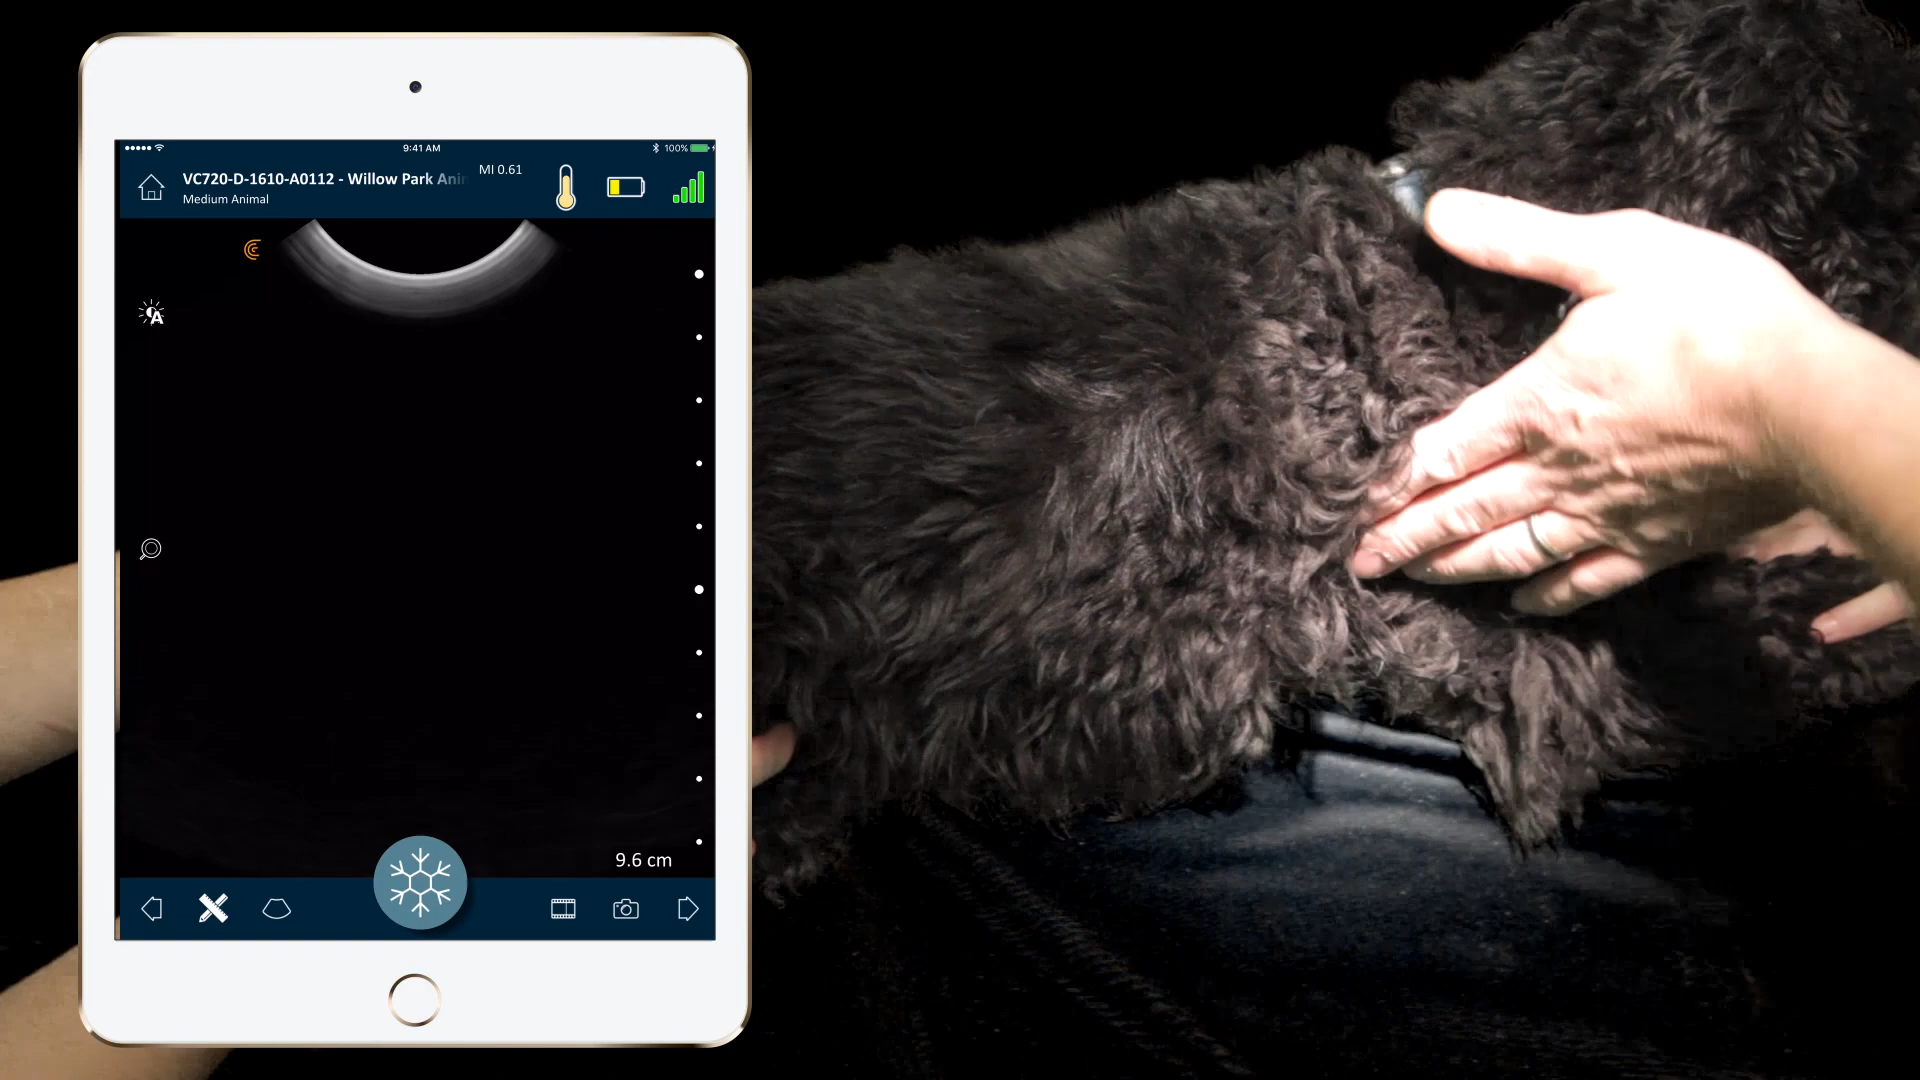 9:41 AM
100%
VC720-D-1610-A0112 - Willow Park Ani
MI 0.61
Medium Animal
A
9.6 cm